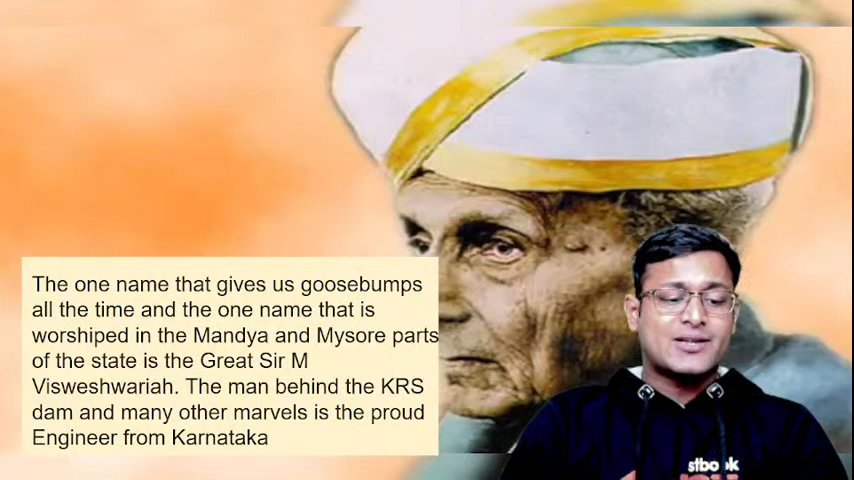 The one name that gives us goosebumps
all the time and the one name that is
worshiped in the Mandya and Mysore parts
of the state is the Great Sir M
Visweshwariah. The man behind the KRS
dam and many other marvels is the proud
Engineer from Karnataka